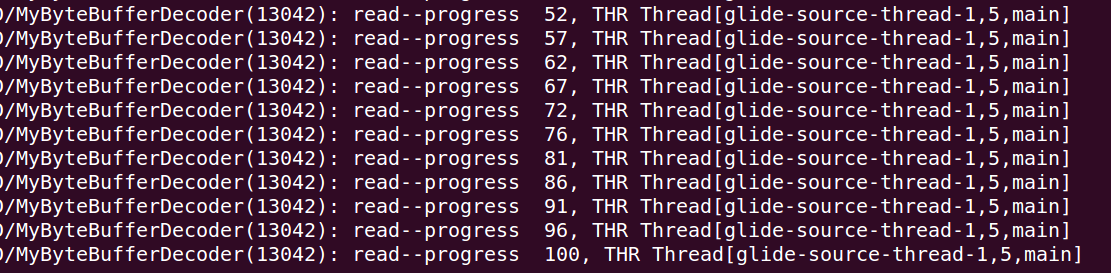 D/MyByteBufferDecoder(13042): read--progress  52, THR Thread[glide-source-thread-1,5,main]
D/MyByteBufferDecoder(13042): read--progress  57, THR Thread[glide-source-thread-1,5,main]
D/MyByteBufferDecoder(13042): read--progress  62, THR Thread[glide-source-thread-1,5,main]
D/MyByteBufferDecoder(13042): read--progress  67, THR Thread[glide-source-thread-1,5,main]
D/MyByteBufferDecoder(13042): read--progress  72, THR Thread[glide-source-thread-1,5,main]
D/MyByteBufferDecoder(13042): read--progress  76, THR Thread[glide-source-thread-1,5,main]
D/MyByteBufferDecoder(13042): read--progress  81, THR Thread[glide-source-thread-1,5,main]
D/MyByteBufferDecoder(13042): read--progress  86, THR Thread[glide-source-thread-1,5,main]
D/MyByteBufferDecoder(13042): read--progress  91, THR Thread[glide-source-thread-1,5,main]
D/MyByteBufferDecoder(13042): read--progress  96, THR Thread[glide-source-thread-1,5,main]
D/MyByteBufferDecoder(13042): read--progress  100, THR Thread[glide-source-thread-1,5,main]